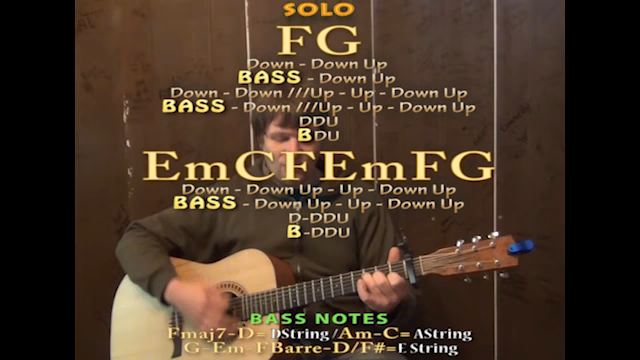 SOLO
FG
Down - Down Up
BASS - Down Up
Down - Down ///Up - Up - Down Up
BASS - Down ///Up - Up - Down Up
DDU
BDU
EmCFEmFG
Down - Down Up - Up - Down Up
BASS - Down Up - Up - Down Up
D-DDU
B-DDU
BASS NOTES
Fmaj7-D= DString /Am-C= AString
G-Em-FBarre-D/F#=E String